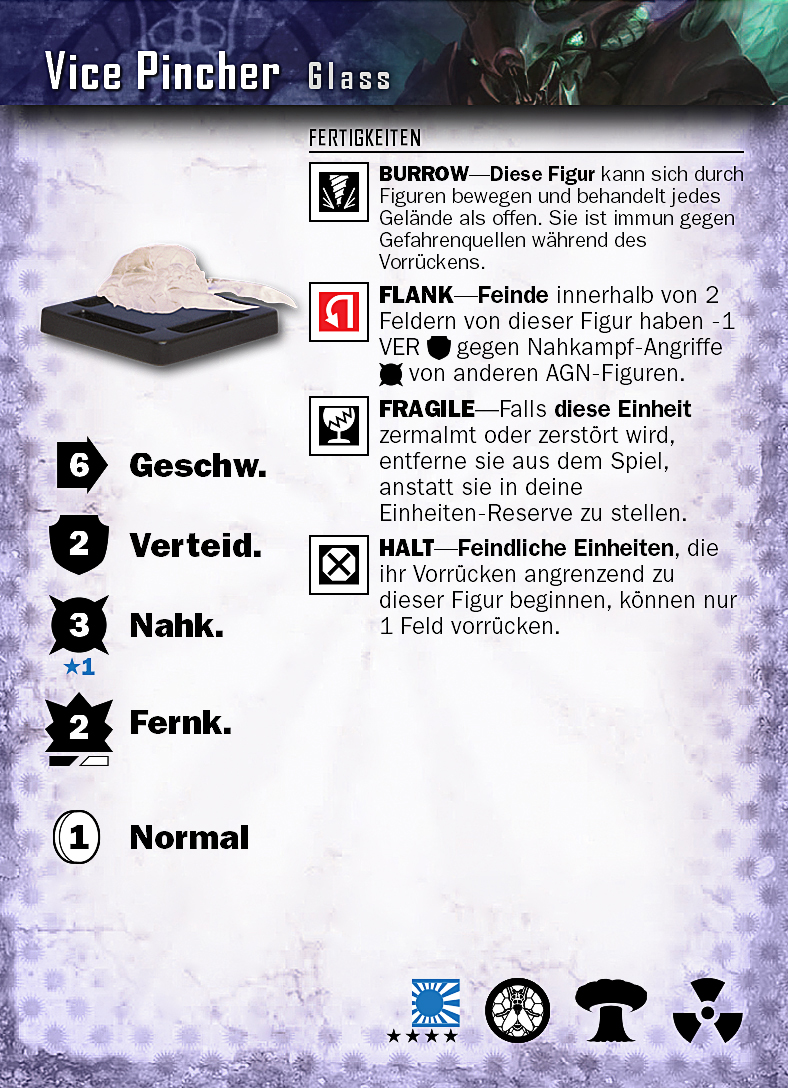 Vice Pincher Glass
FERTIGKEITEN
BURROW—Diese Figur kann sich durch
Figuren bewegen und behandelt jedes
Gelände als offen. Sie ist immun gegen
Gefahrenquellen während des
Vorrückens.
FLANK—Feinde innerhalb von 2
Feldern von dieser Figur haben -1
VER gegen Nahkampf-Angriffe
von anderen AGN-Figuren.
FRAGILE—Falls diese Einheit
zermalmt oder zerstört wird,
entferne sie aus dem Spiel,
anstatt sie in deine
Einheiten-Reserve zu stellen.
HALT—Feindliche Einheiten, die
ihr Vorrücken angrenzend zu
dieser Figur beginnen, können nur
1 Feld vorrücken.
6 Geschw.
2 Verteid.
3 Nahk.
★1
2 Fernk.
1 Normal